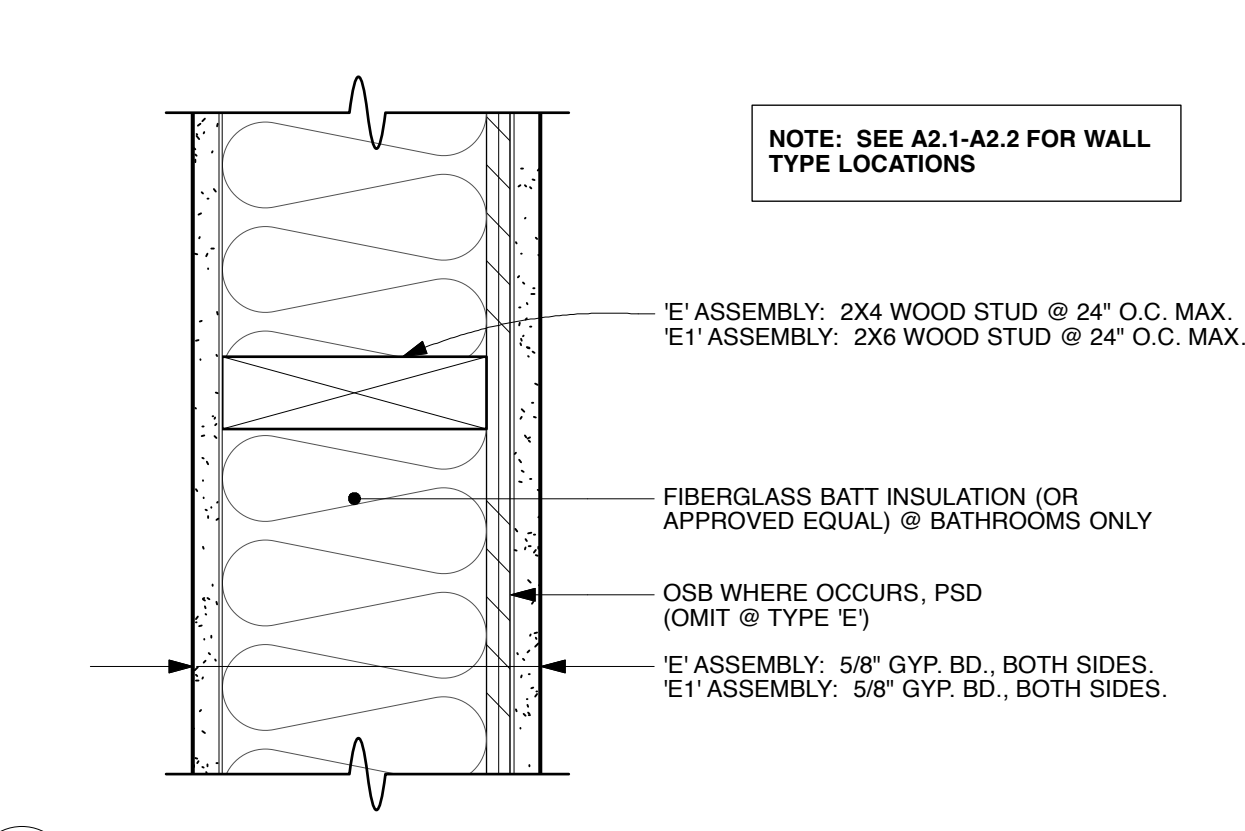 NOTE: SEE A2.1-A2.2 FOR WALL
TYPE LOCATIONS
'E' ASSEMBLY: 2X4 WOOD STUD @ 24" O.C. MAX.
'E1' ASSEMBLY: 2X6 WOOD STUD @ 24" O.C. MAX.
FIBERGLASS BATT INSULATION (OR
APPROVED EQUAL) @ BATHROOMS ONLY
OSB WHERE OCCURS, PSD
(OMIT @ TYPE 'E')
'E' ASSEMBLY: 5/8" GYP. BD., BOTH SIDES.
'E1' ASSEMBLY: 5/8" GYP. BD., BOTH SIDES.